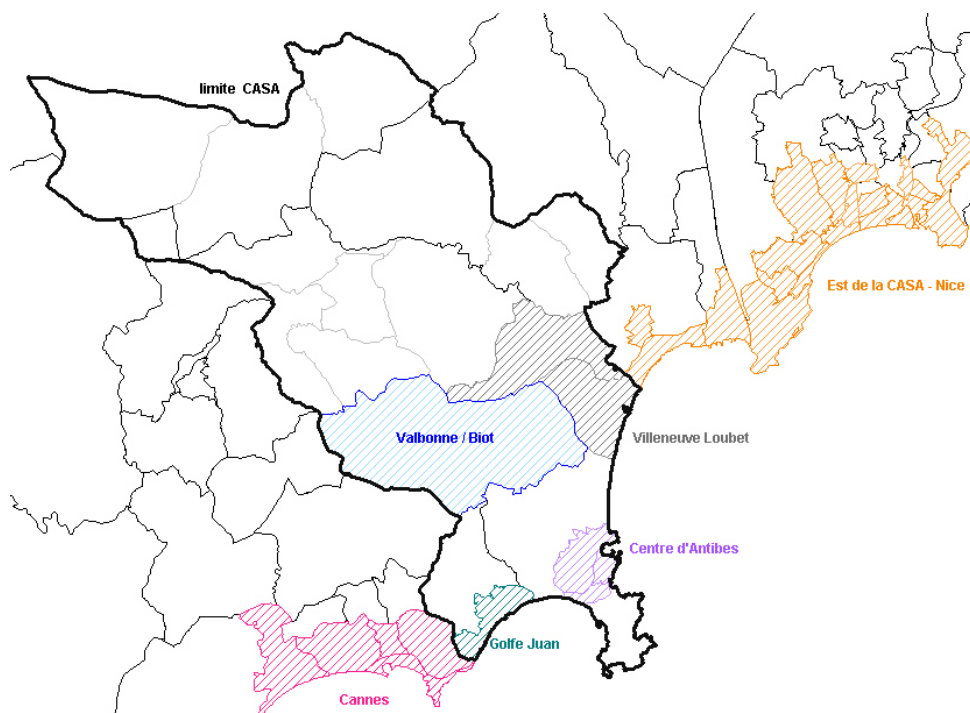 limite CASA
Est de la CASA - Nice
Valbonne / Biot
Villeneuve Loubet
Centre d'Antibes
Golfe Juan
Cannes